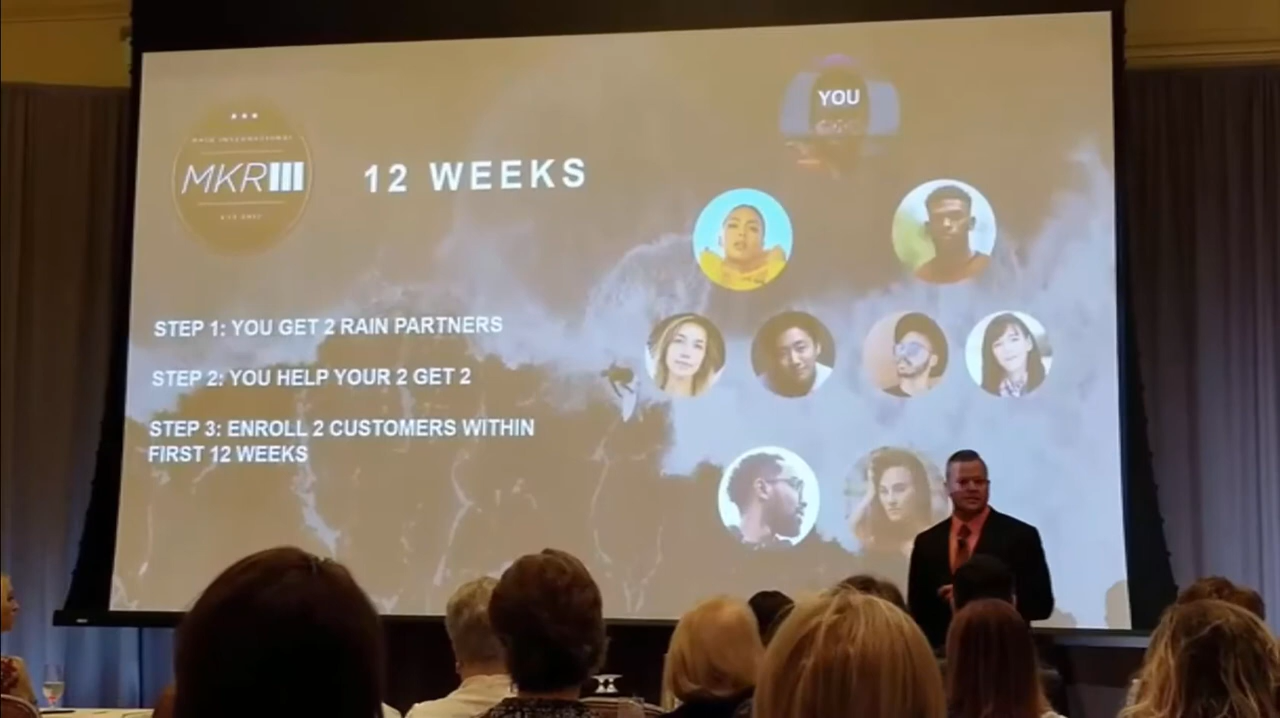 MKRIII
12 WEEKS
YOU
STEP 1: YOU GET 2 RAIN PARTNERS
STEP 2: YOU HELP YOUR 2 GET 2
STEP 3: ENROLL 2 CUSTOMERS WITHIN
FIRST 12 WEEKS